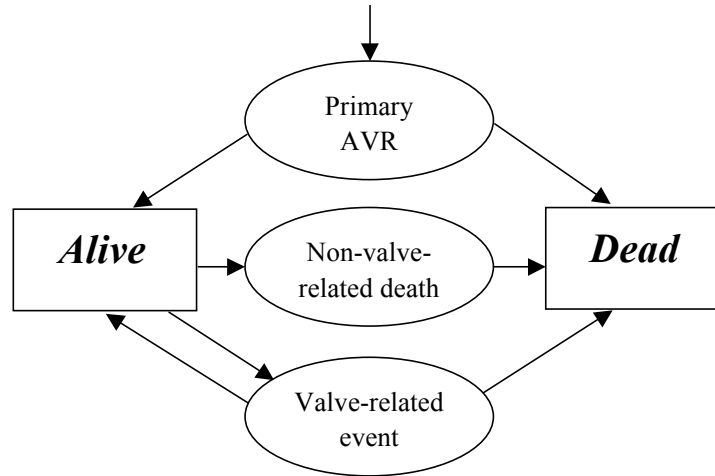 Primary
AVR
Alive
Non-valve-
related death
Dead
Valve-related
event